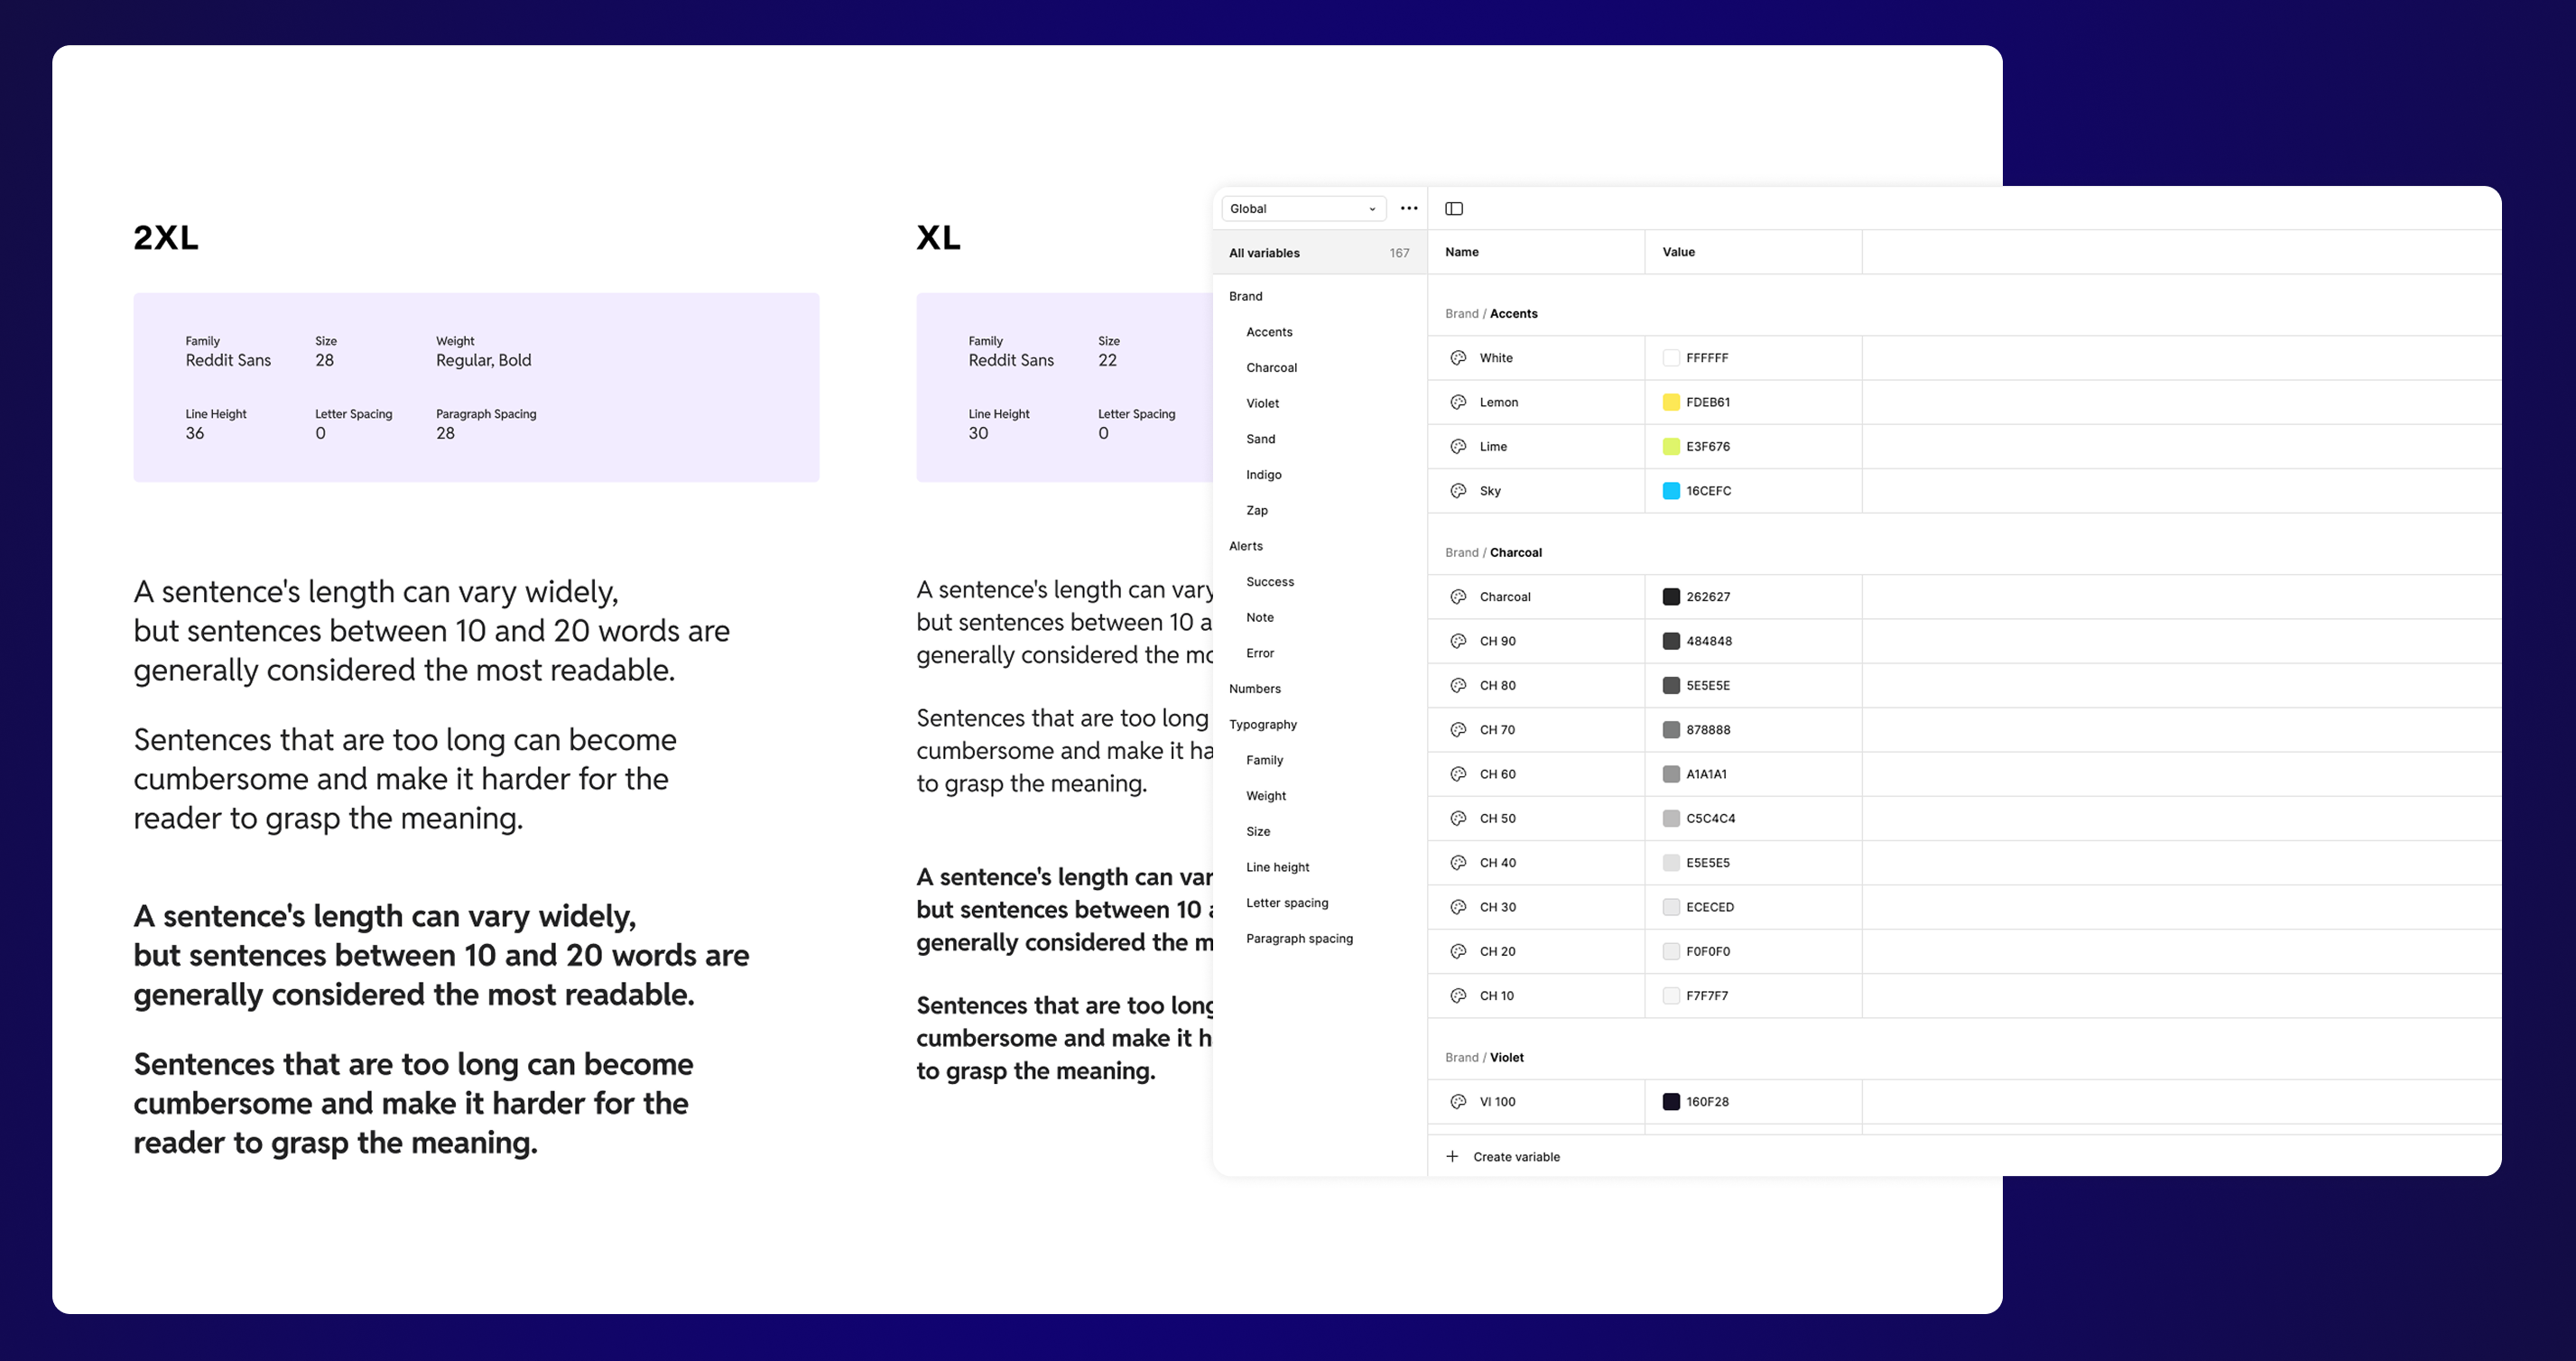 2XL
Family
Size
Weight
Reddit Sans
28
Regular, Bold
Line Height
Letter Spacing
Paragraph Spacing
36
0
28
A sentence's length can vary widely,
but sentences between 10 and 20 words are
generally considered the most readable.
Sentences that are too long can become
cumbersome and make it harder for the
reader to grasp the meaning.
A sentence's length can vary widely,
but sentences between 10 and 20 words are
generally considered the most readable.
Sentences that are too long can become
cumbersome and make it harder for the
reader to grasp the meaning.
XL
Family
Size
Reddit Sans
22
Line Height
Letter Spacing
30
0
A sentence's length can vary
but sentences between 10
generally considered the
Sentences that are too long
cumbersome and make it
to grasp the meaning.
A sentence's length can
but sentences between 10
generally considered the
Sentences that are too long
cumbersome and make it
to grasp the meaning.
Global
All variables 167
Brand
Accents
Charcoal
Violet
Sand
Indigo
Zap
Alerts
Success
Note
Error
Numbers
Typography
Family
Weight
Size
Line height
Letter spacing
Paragraph spacing
Name Value
Brand / Accents
White FFFFFF
Lemon FDEB61
Lime E3F676
Sky 16CEFC
Brand / Charcoal
Charcoal 262627
CH 90 484848
CH 80 5E5E5E
CH 70 878888
CH 60 A1A1A1
CH 50 C5C4C4
CH 40 E5E5E5
CH 30 ECECED
CH 20 F0F0F0
CH 10 F7F7F7
Brand / Violet
VI 100 160F28
+ Create variable